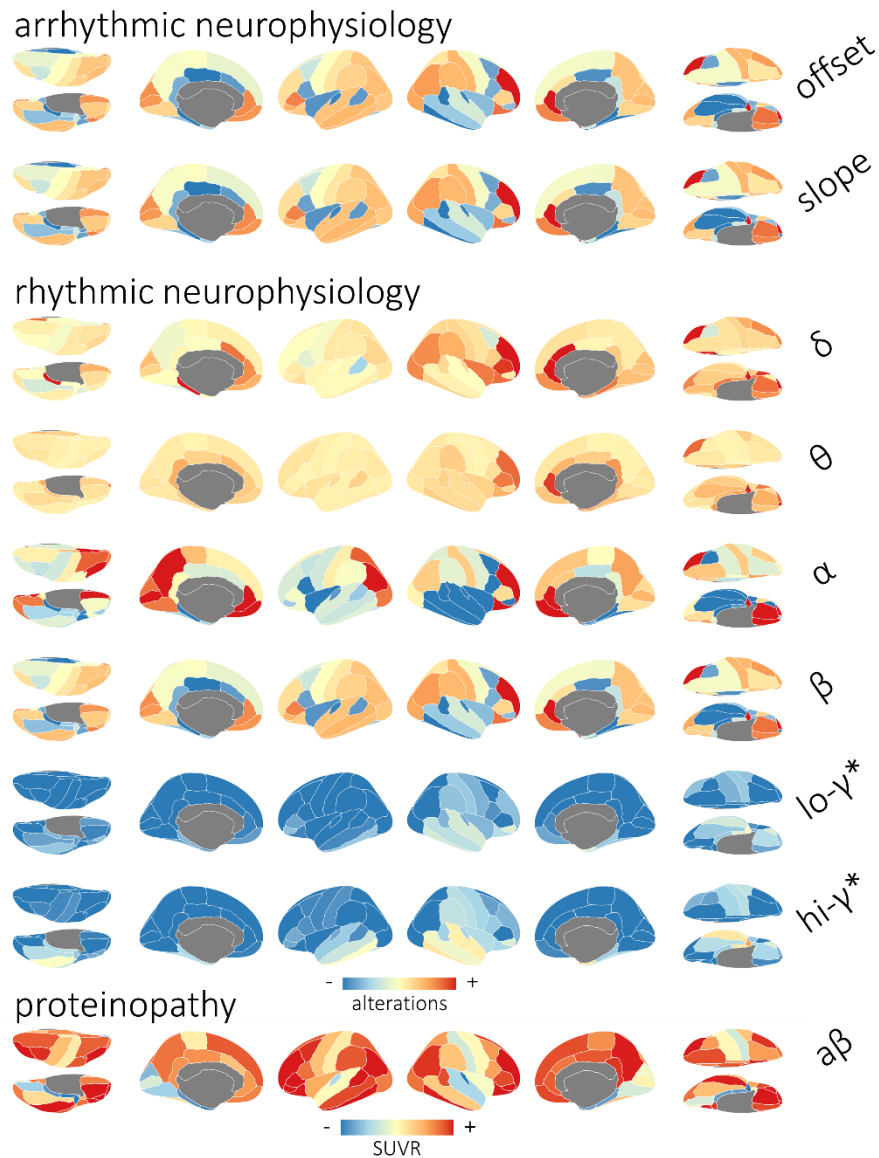 arrhythmic neurophysiology
offset
slope
rhythmic neurophysiology
δ
θ
α
β
lo-γ*
hi-γ*
- +
alterations
proteinopathy
aβ
- +
SUVR